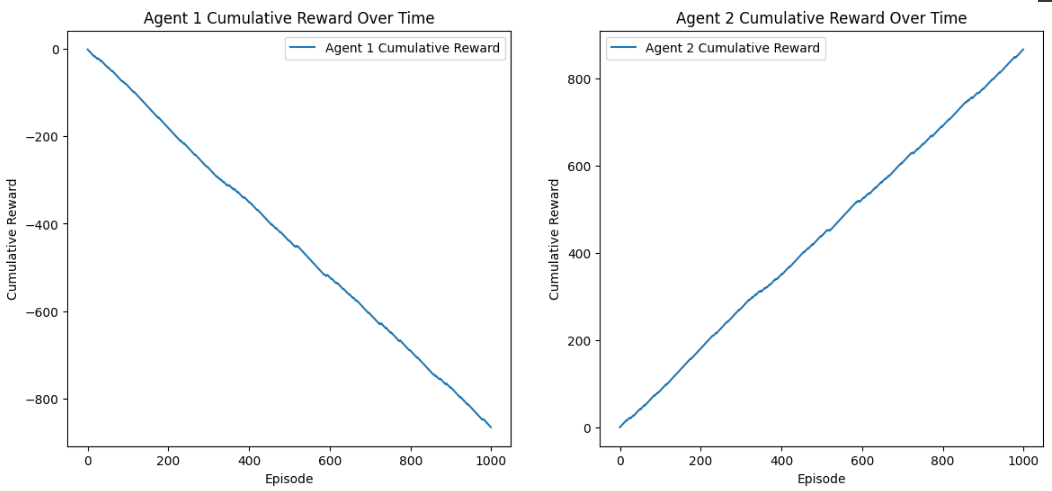 Agent 1 Cumulative Reward Over Time
Agent 1 Cumulative Reward
0
−200
−400
−600
−800
Cumulative Reward
0 200 400 600 800 1000
Episode
Agent 2 Cumulative Reward Over Time
Agent 2 Cumulative Reward
800
600
400
200
0
Cumulative Reward
0 200 400 600 800 1000
Episode